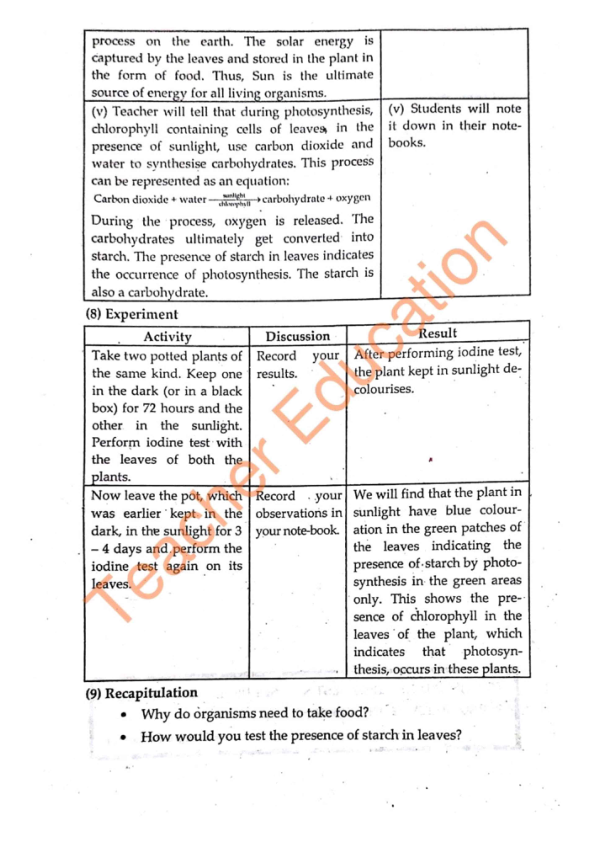 process on the earth. The solar energy is
captured by the leaves and stored in the plant in
the form of food. Thus, Sun is the ultimate
source of energy for all living organisms.
(v) Teacher will tell that during photosynthesis,
chlorophyll containing cells of leaves, in the
presence of sunlight, use carbon dioxide and
water to synthesise carbohydrates. This process
can be represented as an equation:
Carbon dioxide + water sunlight/chlorophyll → carbohydrate + oxygen
During the process, oxygen is released. The
carbohydrates ultimately get converted into
starch. The presence of starch in leaves indicates
the occurrence of photosynthesis. The starch is
also a carbohydrate.
(v) Students will note
it down in their note-
books.
(8) Experiment
Activity
Discussion
Result
Take two potted plants of
the same kind. Keep one
in the dark (or in a black
box) for 72 hours and the
other in the sunlight.
Perform iodine test with
the leaves of both the
plants.
Record your
results.
After performing iodine test,
the plant kept in sunlight de-
colourises.
Now leave the pot, which
was earlier kept in the
dark, in the sunlight for 3
– 4 days and perform the
iodine test again on its
leaves.
Record your
observations in
your note-book.
We will find that the plant in
sunlight have blue colour-
ation in the green patches of
the leaves indicating the
presence of starch by photo-
synthesis in the green areas
only. This shows the pre-
sence of chlorophyll in the
leaves of the plant, which
indicates that photosyn-
thesis, occurs in these plants.
(9) Recapitulation
• Why do organisms need to take food?
• How would you test the presence of starch in leaves?
Teacher Education